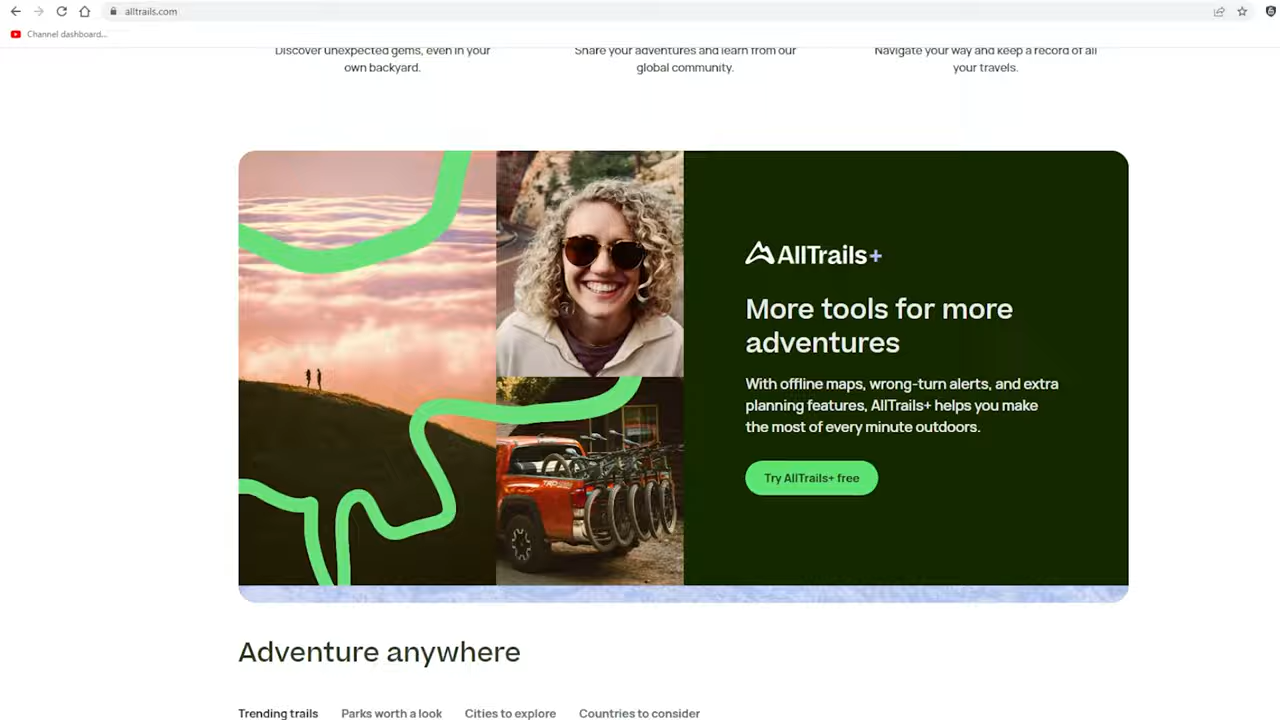 alltrails.com
Channel dashboard...
Discover unexpected gems, even in your
own backyard.
Share your adventures and learn from our
global community.
Navigate your way and keep a record of all
your travels.
AllTrails+
More tools for more
adventures
With offline maps, wrong-turn alerts, and extra
planning features, AllTrails+ helps you make
the most of every minute outdoors.
Try AllTrails+ free
TRD
Adventure anywhere
Trending trails
Parks worth a look
Cities to explore
Countries to consider